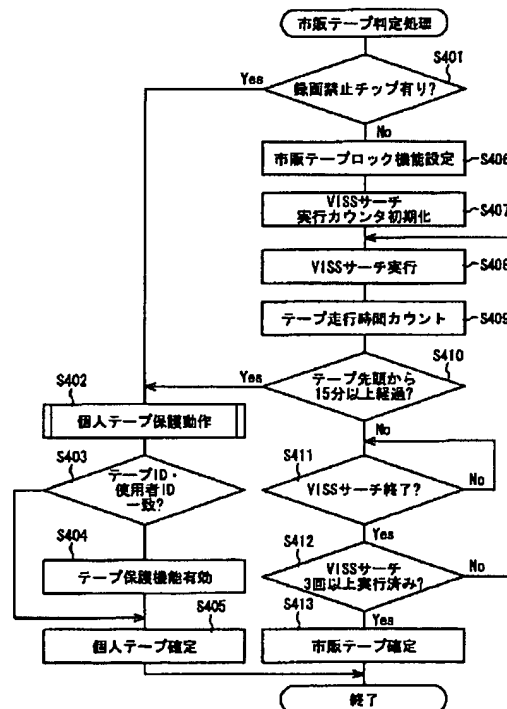 市販テープ判定処理
S401
Yes
録画禁止チップ有り?
No
市販テープロック機能設定
S406
VISSサーチ
実行カウンタ初期化
S407
VISSサーチ実行
S408
テープ走行時間カウント
S409
S410
Yes
テープ先頭から
15分以上経過?
No
S402
個人テープ保護動作
S403
テープID・
使用者ID
一致?
S411
VISSサーチ終了?
No
Yes
S404
テープ保護機能有効
S412
VISSサーチ
3回以上実行済み?
No
Yes
S405
個人テープ確定
S413
市販テープ確定
終了